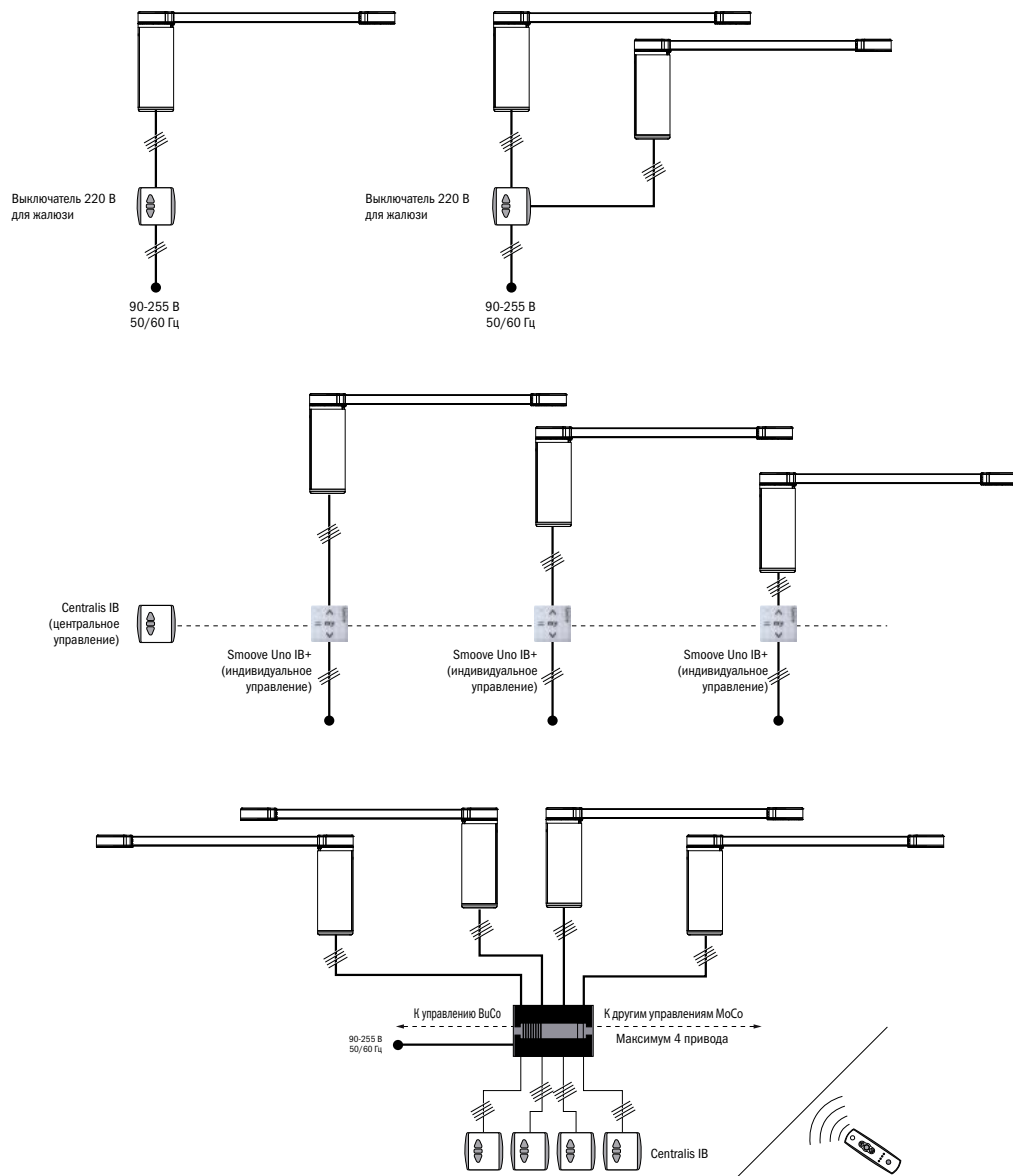 Выключатель 220 В
для жалюзи
90-255 В
50/60 Гц
Выключатель 220 В
для жалюзи
90-255 В
50/60 Гц
Centralis IB
(центральное
управление)
Smoove Uno IB+
(индивидуальное
управление)
Smoove Uno IB+
(индивидуальное
управление)
Smoove Uno IB+
(индивидуальное
управление)
К управлению BuCo
К другим управлениям MoCo
Максимум 4 привода
90-255 В
50/60 Гц
Centralis IB